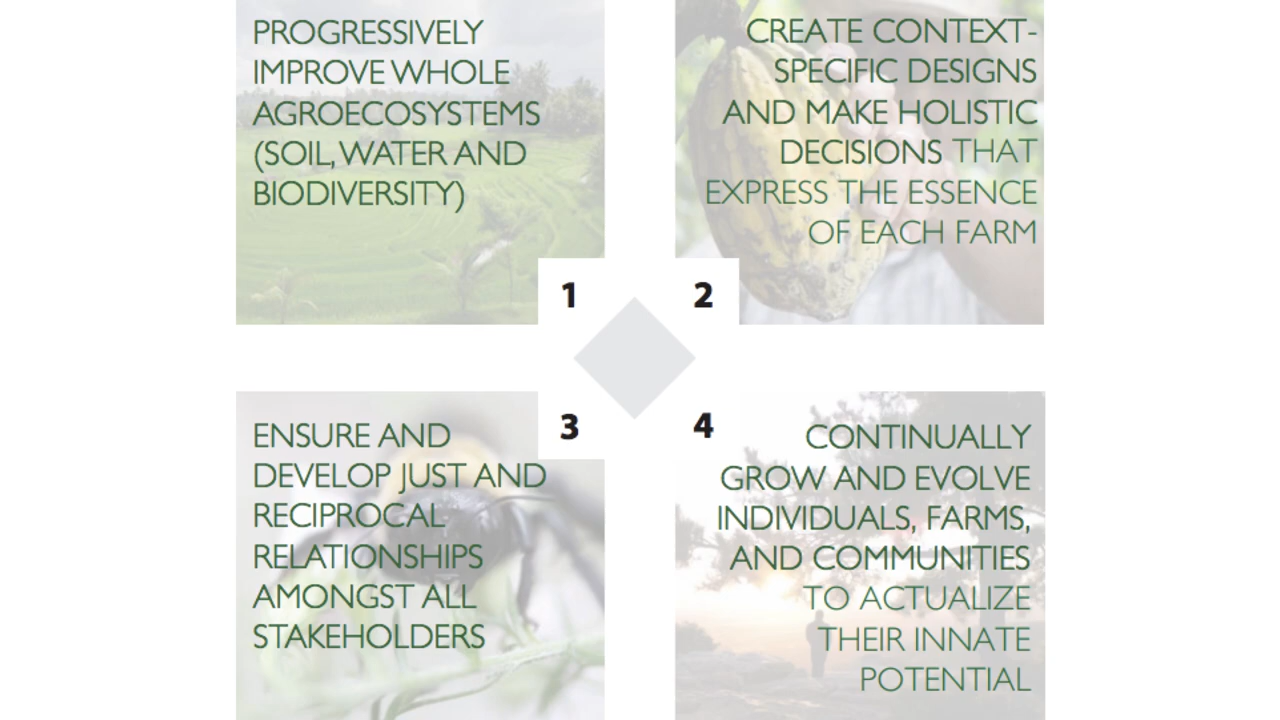 PROGRESSIVELY
IMPROVE WHOLE
AGROECOSYSTEMS
(SOIL, WATER AND
BIODIVERSITY)
1
CREATE CONTEXT-
SPECIFIC DESIGNS
AND MAKE HOLISTIC
DECISIONS THAT
EXPRESS THE ESSENCE
OF EACH FARM
2
ENSURE AND
DEVELOP JUST AND
RECIPROCAL
RELATIONSHIPS
AMONGST ALL
STAKEHOLDERS
3
CONTINUALLY
GROW AND EVOLVE
INDIVIDUALS, FARMS,
AND COMMUNITIES
TO ACTUALIZE
THEIR INNATE
POTENTIAL
4